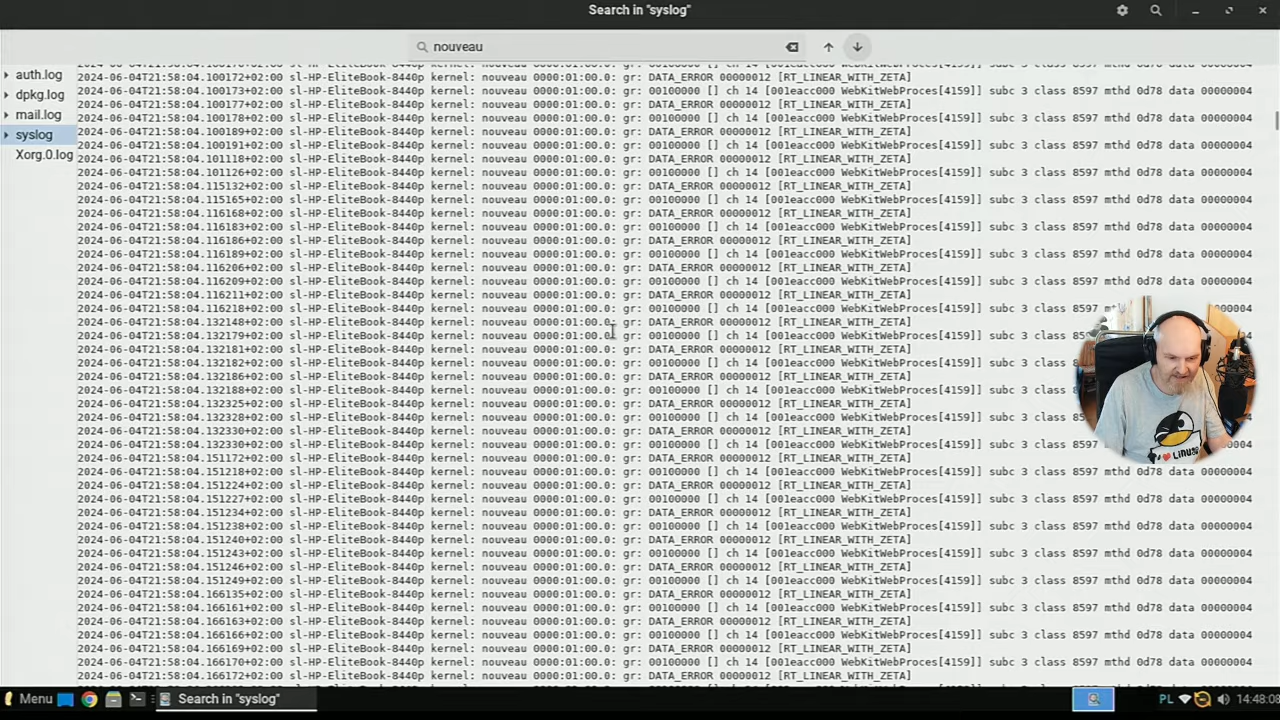 Search in "syslog"
nouveau
auth.log
dpkg.log
mail.log
syslog
Xorg.0.log
2024-06-04T21:58:04.100172+02:00 sl-HP-EliteBook-8440p kernel: nouveau 0000:01:00.0: gr: DATA_ERROR 00000012 [RT_LINEAR_WITH_ZETA]
2024-06-04T21:58:04.100173+02:00 sl-HP-EliteBook-8440p kernel: nouveau 0000:01:00.0: gr: 00100000 [] ch 14 [001eacc000 WebKitWebProces[4159]] subc 3 class 8597 mthd 0d78 data 00000004
2024-06-04T21:58:04.100177+02:00 sl-HP-EliteBook-8440p kernel: nouveau 0000:01:00.0: gr: DATA_ERROR 00000012 [RT_LINEAR_WITH_ZETA]
2024-06-04T21:58:04.100178+02:00 sl-HP-EliteBook-8440p kernel: nouveau 0000:01:00.0: gr: 00100000 [] ch 14 [001eacc000 WebKitWebProces[4159]] subc 3 class 8597 mthd 0d78 data 00000004
2024-06-04T21:58:04.100189+02:00 sl-HP-EliteBook-8440p kernel: nouveau 0000:01:00.0: gr: DATA_ERROR 00000012 [RT_LINEAR_WITH_ZETA]
2024-06-04T21:58:04.100191+02:00 sl-HP-EliteBook-8440p kernel: nouveau 0000:01:00.0: gr: 00100000 [] ch 14 [001eacc000 WebKitWebProces[4159]] subc 3 class 8597 mthd 0d78 data 00000004
2024-06-04T21:58:04.101118+02:00 sl-HP-EliteBook-8440p kernel: nouveau 0000:01:00.0: gr: DATA_ERROR 00000012 [RT_LINEAR_WITH_ZETA]
2024-06-04T21:58:04.101126+02:00 sl-HP-EliteBook-8440p kernel: nouveau 0000:01:00.0: gr: 00100000 [] ch 14 [001eacc000 WebKitWebProces[4159]] subc 3 class 8597 mthd 0d78 data 00000004
2024-06-04T21:58:04.115132+02:00 sl-HP-EliteBook-8440p kernel: nouveau 0000:01:00.0: gr: DATA_ERROR 00000012 [RT_LINEAR_WITH_ZETA]
2024-06-04T21:58:04.115165+02:00 sl-HP-EliteBook-8440p kernel: nouveau 0000:01:00.0: gr: 00100000 [] ch 14 [001eacc000 WebKitWebProces[4159]] subc 3 class 8597 mthd 0d78 data 00000004
2024-06-04T21:58:04.116168+02:00 sl-HP-EliteBook-8440p kernel: nouveau 0000:01:00.0: gr: DATA_ERROR 00000012 [RT_LINEAR_WITH_ZETA]
2024-06-04T21:58:04.116183+02:00 sl-HP-EliteBook-8440p kernel: nouveau 0000:01:00.0: gr: 00100000 [] ch 14 [001eacc000 WebKitWebProces[4159]] subc 3 class 8597 mthd 0d78 data 00000004
2024-06-04T21:58:04.116186+02:00 sl-HP-EliteBook-8440p kernel: nouveau 0000:01:00.0: gr: DATA_ERROR 00000012 [RT_LINEAR_WITH_ZETA]
2024-06-04T21:58:04.116189+02:00 sl-HP-EliteBook-8440p kernel: nouveau 0000:01:00.0: gr: 00100000 [] ch 14 [001eacc000 WebKitWebProces[4159]] subc 3 class 8597 mthd 0d78 data 00000004
2024-06-04T21:58:04.116206+02:00 sl-HP-EliteBook-8440p kernel: nouveau 0000:01:00.0: gr: DATA_ERROR 00000012 [RT_LINEAR_WITH_ZETA]
2024-06-04T21:58:04.116209+02:00 sl-HP-EliteBook-8440p kernel: nouveau 0000:01:00.0: gr: 00100000 [] ch 14 [001eacc000 WebKitWebProces[4159]] subc 3 class 8597 mthd 0d78 data 00000004
2024-06-04T21:58:04.116211+02:00 sl-HP-EliteBook-8440p kernel: nouveau 0000:01:00.0: gr: DATA_ERROR 00000012 [RT_LINEAR_WITH_ZETA]
2024-06-04T21:58:04.116218+02:00 sl-HP-EliteBook-8440p kernel: nouveau 0000:01:00.0: gr: 00100000 [] ch 14 [001eacc000 WebKitWebProces[4159]] subc 3 class 8597 mthd 0d78 data 00000004
2024-06-04T21:58:04.132148+02:00 sl-HP-EliteBook-8440p kernel: nouveau 0000:01:00.0: gr: DATA_ERROR 00000012 [RT_LINEAR_WITH_ZETA]
2024-06-04T21:58:04.132179+02:00 sl-HP-EliteBook-8440p kernel: nouveau 0000:01:00.0: gr: 00100000 [] ch 14 [001eacc000 WebKitWebProces[4159]] subc 3 class
2024-06-04T21:58:04.132181+02:00 sl-HP-EliteBook-8440p kernel: nouveau 0000:01:00.0: gr: DATA_ERROR 00000012 [RT_LINEAR_WITH_ZETA]
2024-06-04T21:58:04.132182+02:00 sl-HP-EliteBook-8440p kernel: nouveau 0000:01:00.0: gr: 00100000 [] ch 14 [001eacc000 WebKitWebProces[4159]] subc 3 class
2024-06-04T21:58:04.132186+02:00 sl-HP-EliteBook-8440p kernel: nouveau 0000:01:00.0: gr: DATA_ERROR 00000012 [RT_LINEAR_WITH_ZETA]
2024-06-04T21:58:04.132188+02:00 sl-HP-EliteBook-8440p kernel: nouveau 0000:01:00.0: gr: 00100000 [] ch 14 [001eacc000 WebKitWebProces[4159]] subc 3 class
2024-06-04T21:58:04.132325+02:00 sl-HP-EliteBook-8440p kernel: nouveau 0000:01:00.0: gr: DATA_ERROR 00000012 [RT_LINEAR_WITH_ZETA]
2024-06-04T21:58:04.132328+02:00 sl-HP-EliteBook-8440p kernel: nouveau 0000:01:00.0: gr: 00100000 [] ch 14 [001eacc000 WebKitWebProces[4159]] subc 3 class
2024-06-04T21:58:04.132330+02:00 sl-HP-EliteBook-8440p kernel: nouveau 0000:01:00.0: gr: DATA_ERROR 00000012 [RT_LINEAR_WITH_ZETA]
2024-06-04T21:58:04.132330+02:00 sl-HP-EliteBook-8440p kernel: nouveau 0000:01:00.0: gr: 00100000 [] ch 14 [001eacc000 WebKitWebProces[4159]] subc 3 class
2024-06-04T21:58:04.151172+02:00 sl-HP-EliteBook-8440p kernel: nouveau 0000:01:00.0: gr: DATA_ERROR 00000012 [RT_LINEAR_WITH_ZETA]
2024-06-04T21:58:04.151218+02:00 sl-HP-EliteBook-8440p kernel: nouveau 0000:01:00.0: gr: 00100000 [] ch 14 [001eacc000 WebKitWebProces[4159]] subc 3 class 8597 mthd 0d78 data 00000004
2024-06-04T21:58:04.151227+02:00 sl-HP-EliteBook-8440p kernel: nouveau 0000:01:00.0: gr: DATA_ERROR 00000012 [RT_LINEAR_WITH_ZETA]
2024-06-04T21:58:04.151234+02:00 sl-HP-EliteBook-8440p kernel: nouveau 0000:01:00.0: gr: 00100000 [] ch 14 [001eacc000 WebKitWebProces[4159]] subc 3 class 8597 mthd 0d78 data 00000004
2024-06-04T21:58:04.151238+02:00 sl-HP-EliteBook-8440p kernel: nouveau 0000:01:00.0: gr: DATA_ERROR 00000012 [RT_LINEAR_WITH_ZETA]
2024-06-04T21:58:04.151240+02:00 sl-HP-EliteBook-8440p kernel: nouveau 0000:01:00.0: gr: 00100000 [] ch 14 [001eacc000 WebKitWebProces[4159]] subc 3 class 8597 mthd 0d78 data 00000004
2024-06-04T21:58:04.151243+02:00 sl-HP-EliteBook-8440p kernel: nouveau 0000:01:00.0: gr: DATA_ERROR 00000012 [RT_LINEAR_WITH_ZETA]
2024-06-04T21:58:04.151246+02:00 sl-HP-EliteBook-8440p kernel: nouveau 0000:01:00.0: gr: 00100000 [] ch 14 [001eacc000 WebKitWebProces[4159]] subc 3 class 8597 mthd 0d78 data 00000004
2024-06-04T21:58:04.151249+02:00 sl-HP-EliteBook-8440p kernel: nouveau 0000:01:00.0: gr: DATA_ERROR 00000012 [RT_LINEAR_WITH_ZETA]
2024-06-04T21:58:04.166135+02:00 sl-HP-EliteBook-8440p kernel: nouveau 0000:01:00.0: gr: 00100000 [] ch 14 [001eacc000 WebKitWebProces[4159]] subc 3 class 8597 mthd 0d78 data 00000004
2024-06-04T21:58:04.166161+02:00 sl-HP-EliteBook-8440p kernel: nouveau 0000:01:00.0: gr: DATA_ERROR 00000012 [RT_LINEAR_WITH_ZETA]
2024-06-04T21:58:04.166163+02:00 sl-HP-EliteBook-8440p kernel: nouveau 0000:01:00.0: gr: 00100000 [] ch 14 [001eacc000 WebKitWebProces[4159]] subc 3 class 8597 mthd 0d78 data 00000004
2024-06-04T21:58:04.166166+02:00 sl-HP-EliteBook-8440p kernel: nouveau 0000:01:00.0: gr: DATA_ERROR 00000012 [RT_LINEAR_WITH_ZETA]
2024-06-04T21:58:04.166169+02:00 sl-HP-EliteBook-8440p kernel: nouveau 0000:01:00.0: gr: 00100000 [] ch 14 [001eacc000 WebKitWebProces[4159]] subc 3 class 8597 mthd 0d78 data 00000004
2024-06-04T21:58:04.166172+02:00 sl-HP-EliteBook-8440p kernel: nouveau 0000:01:00.0: gr: DATA_ERROR 00000012 [RT_LINEAR_WITH_ZETA]
I ♥ Linux
Menu
Search in "syslog"
PL
14:48:08